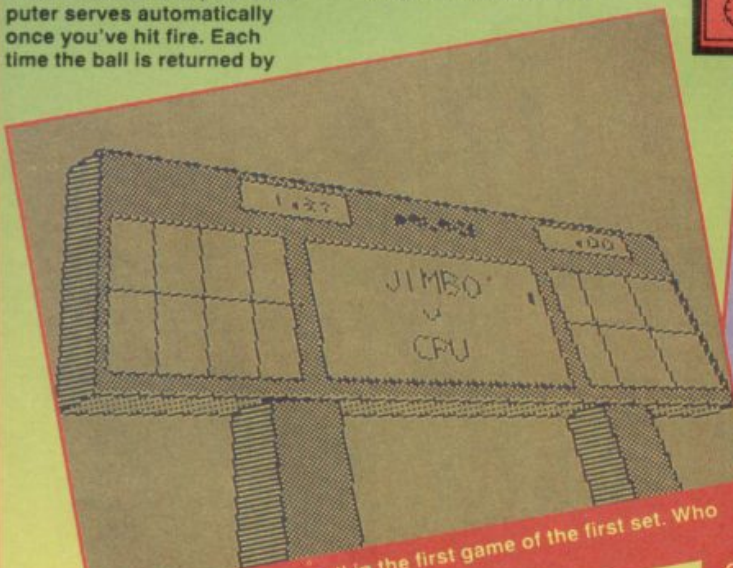 puter serves automatically
once you've hit fire. Each
time the ball is returned by
JIMBO
v
CPU
in the first game of the first set. Who